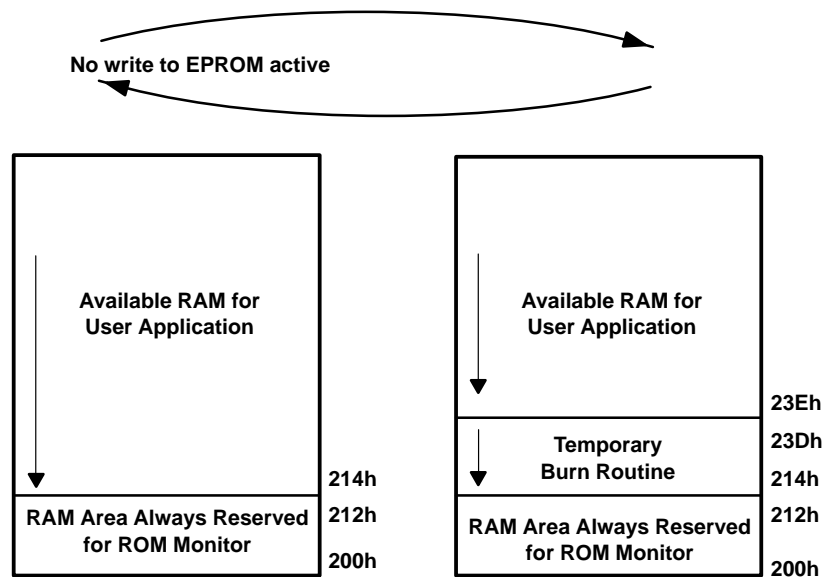 No write to EPROM active
Available RAM for
User Application
214h
RAM Area Always Reserved
for ROM Monitor
212h
200h
Available RAM for
User Application
23Eh
Temporary
Burn Routine
23Dh
214h
RAM Area Always Reserved
for ROM Monitor
212h
200h